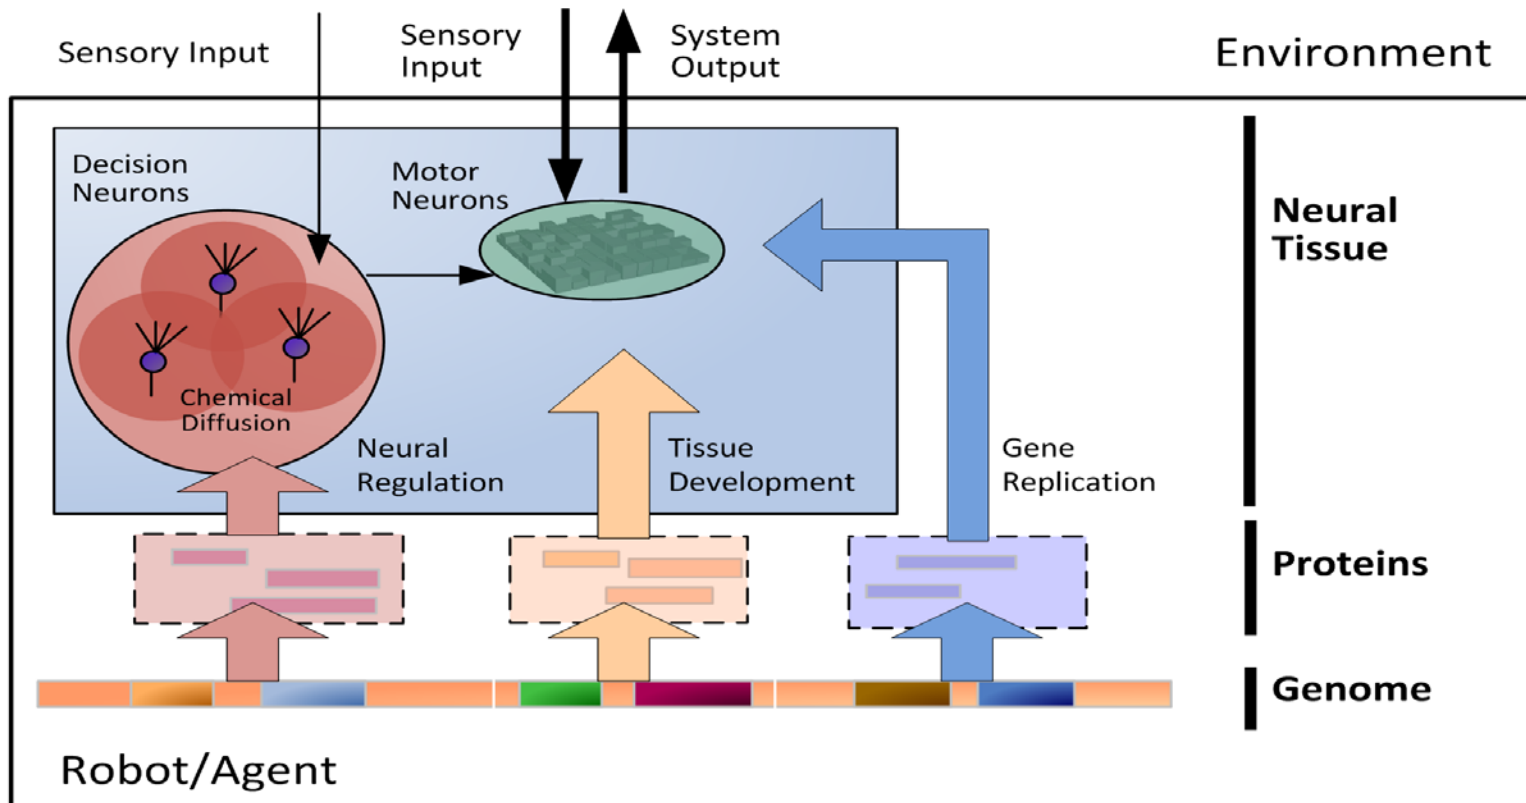 Sensory Input
Sensory
Input
System
Output
Environment
Decision
Neurons
Motor
Neurons
Neural
Tissue
Chemical
Diffusion
Neural
Regulation
Tissue
Development
Gene
Replication
Proteins
Genome
Robot/Agent